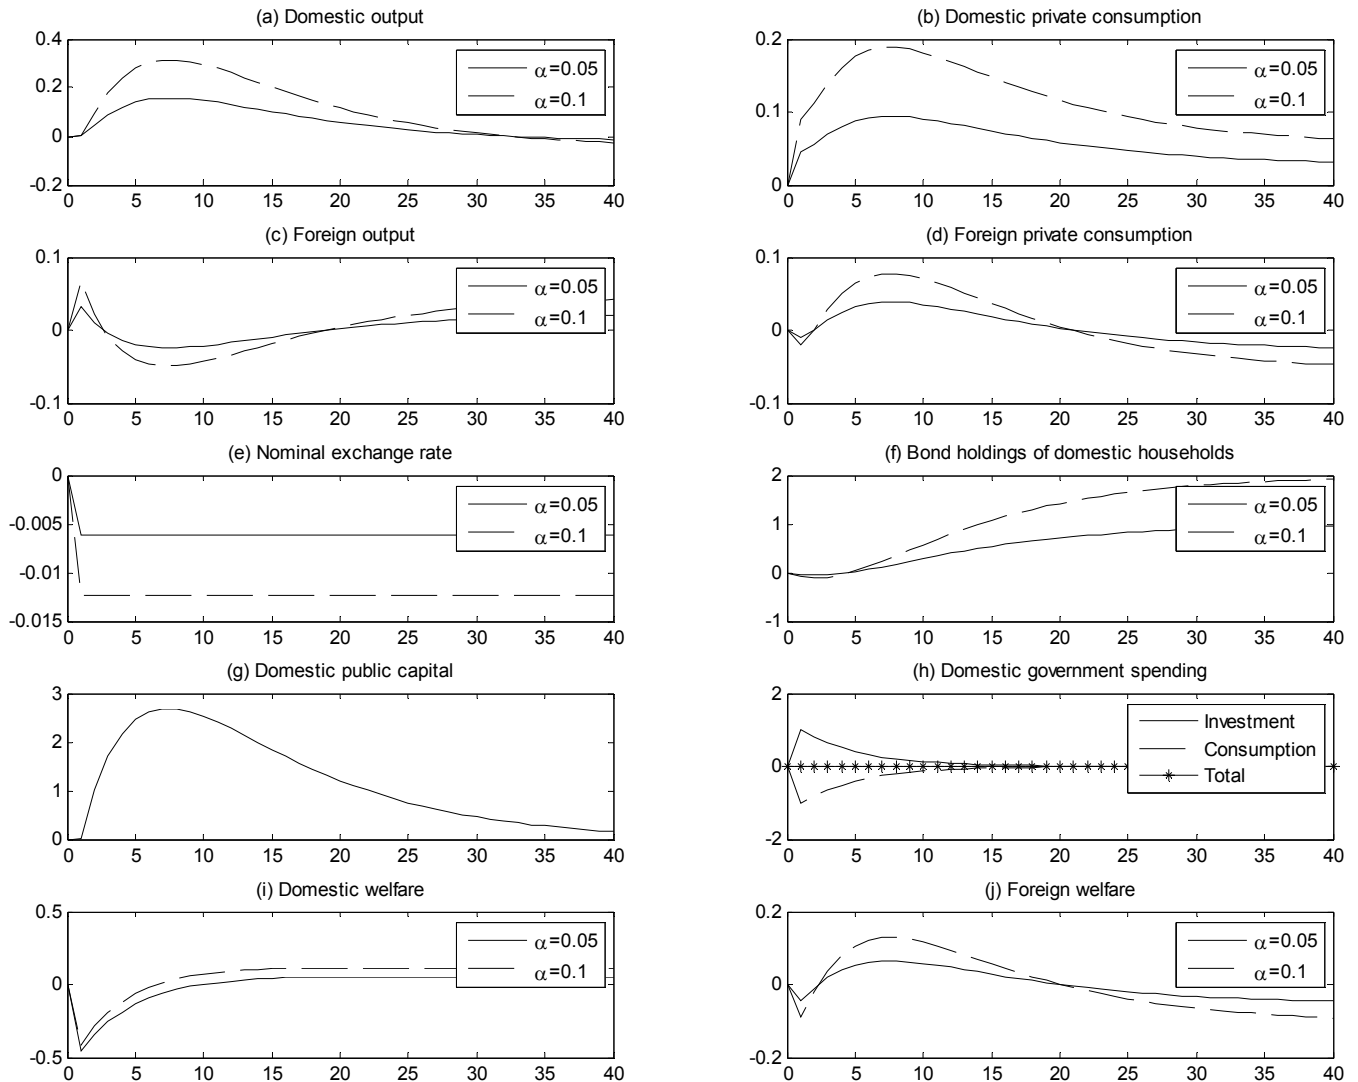 (a) Domestic output
0.4
0.2
0
-0.2
0 5 10 15 20 25 30 35 40
α=0.05
α=0.1
(b) Domestic private consumption
0.2
0.1
0
0 5 10 15 20 25 30 35 40
α=0.05
α=0.1
(c) Foreign output
0.1
0
-0.1
0 5 10 15 20 25 30 35 40
α=0.05
α=0.1
(d) Foreign private consumption
0.1
0
-0.1
0 5 10 15 20 25 30 35 40
α=0.05
α=0.1
(e) Nominal exchange rate
0
-0.005
-0.01
-0.015
0 5 10 15 20 25 30 35 40
α=0.05
α=0.1
(f) Bond holdings of domestic households
2
1
0
-1
0 5 10 15 20 25 30 35 40
α=0.05
α=0.1
(g) Domestic public capital
3
2
1
0
0 5 10 15 20 25 30 35 40
(h) Domestic government spending
2
0
-2
0 5 10 15 20 25 30 35 40
Investment
Consumption
Total
(i) Domestic welfare
0.5
0
-0.5
0 5 10 15 20 25 30 35 40
α=0.05
α=0.1
(j) Foreign welfare
0.2
0
-0.2
0 5 10 15 20 25 30 35 40
α=0.05
α=0.1